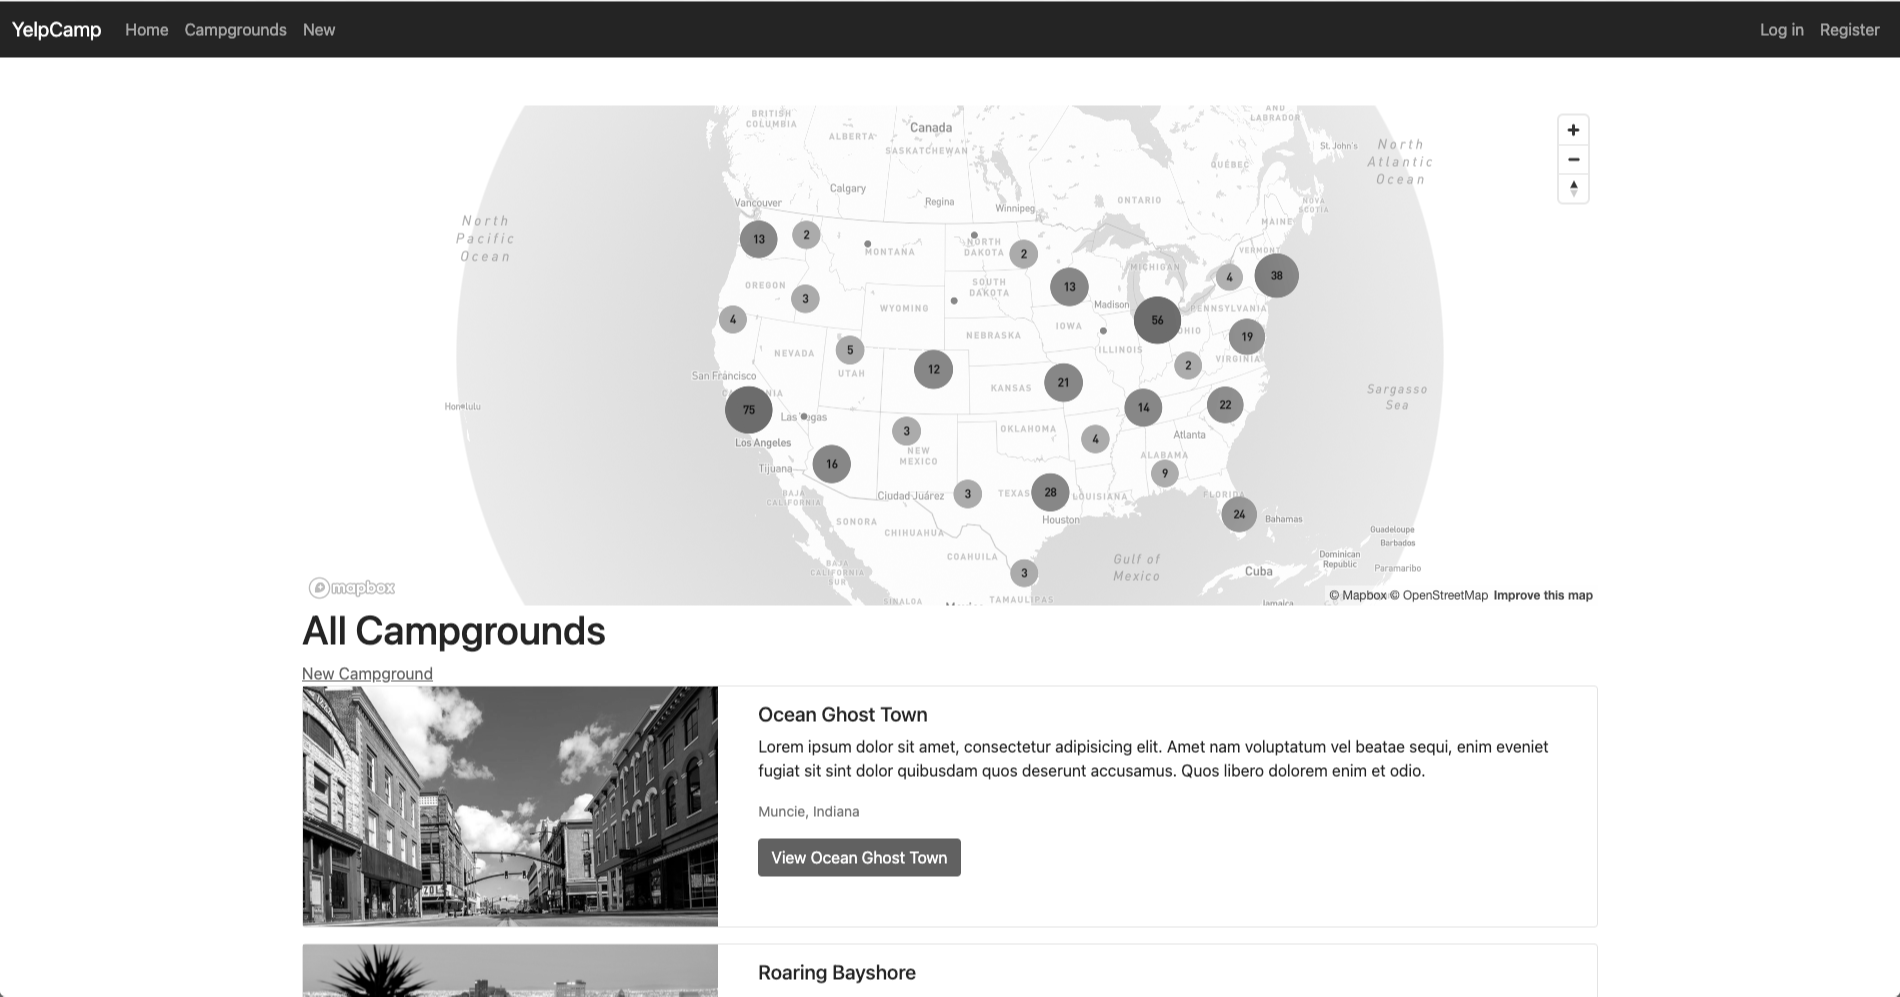 YelpCamp Home Campgrounds New Log in Register
BRITISH
COLUMBIA
ALBERTA
Canada
SASKATCHEWAN
AND
LABRADOR
St. John's
North
Atlantic
Ocean
+
−
QUÉBEC
Calgary
Regina
Winnipeg
ONTARIO
NOVA
SCOTIA
Vancouver
MAINE
North
Pacific
Ocean
13
2
MONTANA
NORTH
DAKOTA
2
VERMONT
MICHIGAN
4
38
OREGON
3
SOUTH
DAKOTA
13
WYOMING
Madison
PENNSYLVANIA
4
IOWA
56
OHIO
NEBRASKA
19
NEVADA
5
UTAH
ILLINOIS
VIRGINIA
2
San Francisco
12
KANSAS
21
Sargasso
Sea
Honolulu
75
Las Vegas
14
22
Los Angeles
3
OKLAHOMA
4
Atlanta
NEW
MEXICO
ALABAMA
Tijuana
16
9
BAJA
CALIFORNIA
Ciudad Juárez
3
TEXAS
28
LOUISIANA
FLORIDA
24
Bahamas
SONORA
Houston
CHIHUAHUA
Guadeloupe
Barbados
COAHUILA
Gulf of
Mexico
Dominican
Republic
Paramaribo
BAJA
CALIFORNIA
SUR
3
Cuba
SINALOA
TAMAULIPAS
Jamaica
mapbox
© Mapbox © OpenStreetMap Improve this map
All Campgrounds
New Campground
Ocean Ghost Town
Lorem ipsum dolor sit amet, consectetur adipisicing elit. Amet nam voluptatum vel beatae sequi, enim eveniet
fugiat sit sint dolor quibusdam quos deserunt accusamus. Quos libero dolorem enim et odio.
Muncie, Indiana
View Ocean Ghost Town
Roaring Bayshore